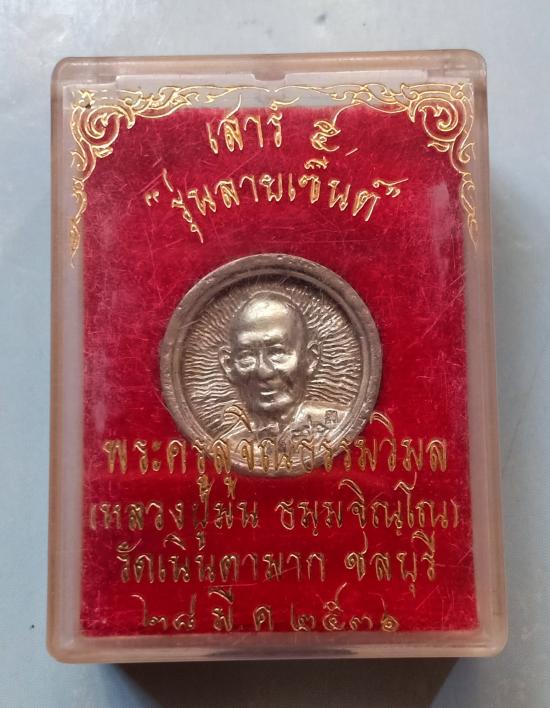 เสาร์ ๕
"รุ่นลายเซ็นต์"
พระครูสุจิณธรรมวิมล
(หลวงปู่ม่น ธมฺมจิณฺโณ)
วัดเนินตามาก ชลบุรี
๒๘ มี ค ๒๕๓๖